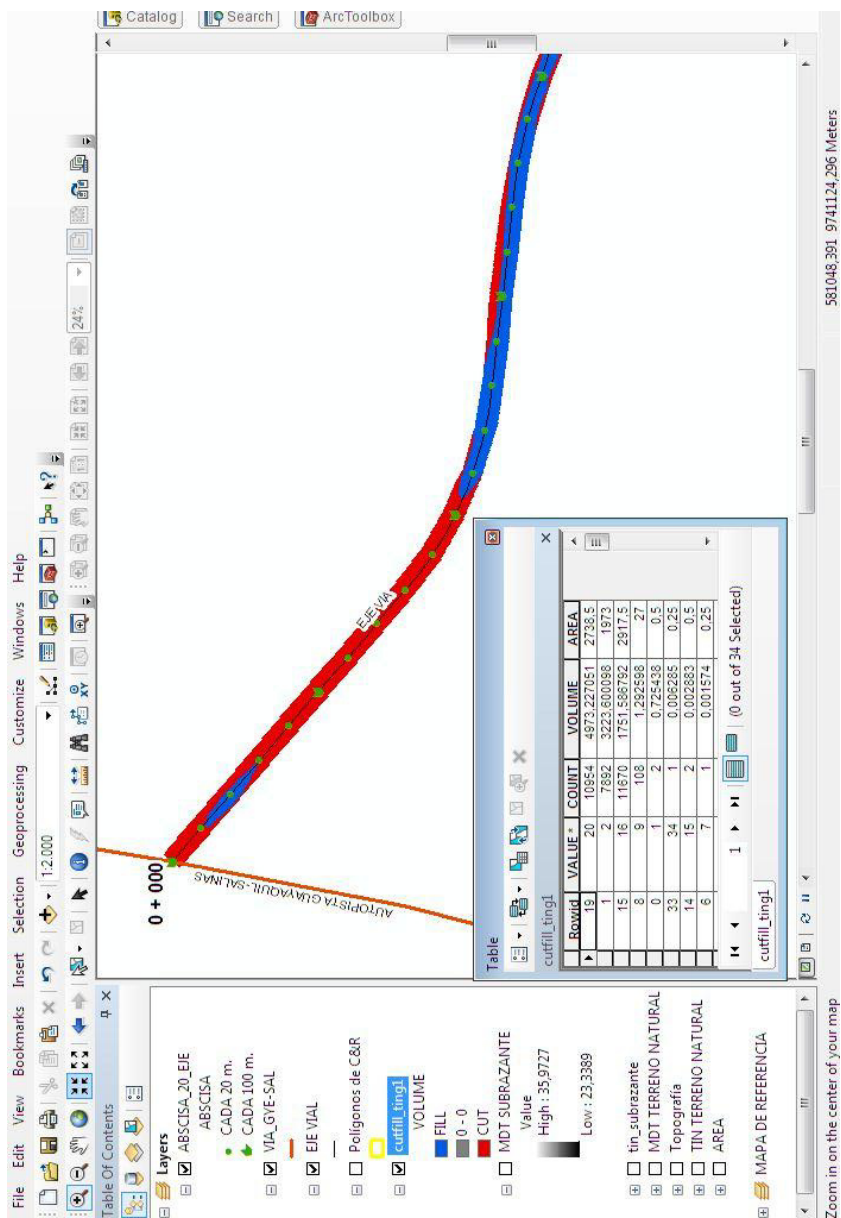 File Edit View Bookmarks Insert Selection Geoprocessing Customize Windows Help
1:2.000
24%
Table Of Contents
Layers
ABSCISA_20_EJE
ABSCISA
CADA 20 m.
CADA 100 m.
VIA_GYE-SAL
EJE VIAL
Polígonos de C&R
cutfill_ting1
VOLUME
FILL
0 - 0
CUT
MDT SUBRAZANTE
Value
High : 35,9727
Low : 23,3389
tin_subrazante
MDT TERRENO NATURAL
Topografía
TIN TERRENO NATURAL
AREA
MAPA DE REFERENCIA
0 + 000
AUTOPISTA GUAYAQUIL-SALINAS
EJE VIA
Table
cutfill_ting1
Rowid VALUE * COUNT VOLUME AREA
19 20 10954 4973,227051 2738,5
1 2 7892 3223,600098 1973
15 16 11670 1751,586792 2917,5
8 9 108 1,292598 27
0 1 2 0,725438 0,5
33 34 1 0,006285 0,25
14 15 2 0,002883 0,5
6 7 1 0,001574 0,25
1 (0 out of 34 Selected)
cutfill_ting1
Catalog
Search
ArcToolbox
Zoom in on the center of your map
581048,391 9741124,296 Meters